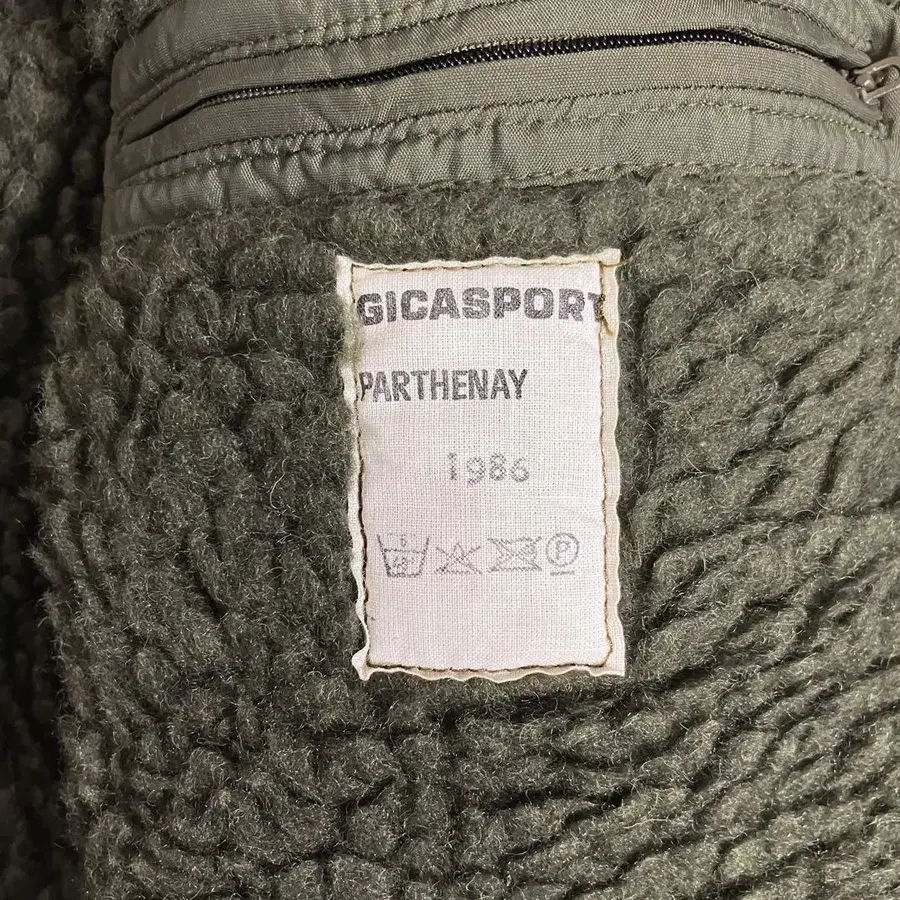 GICASPORT
PARTHENAY
1986
P